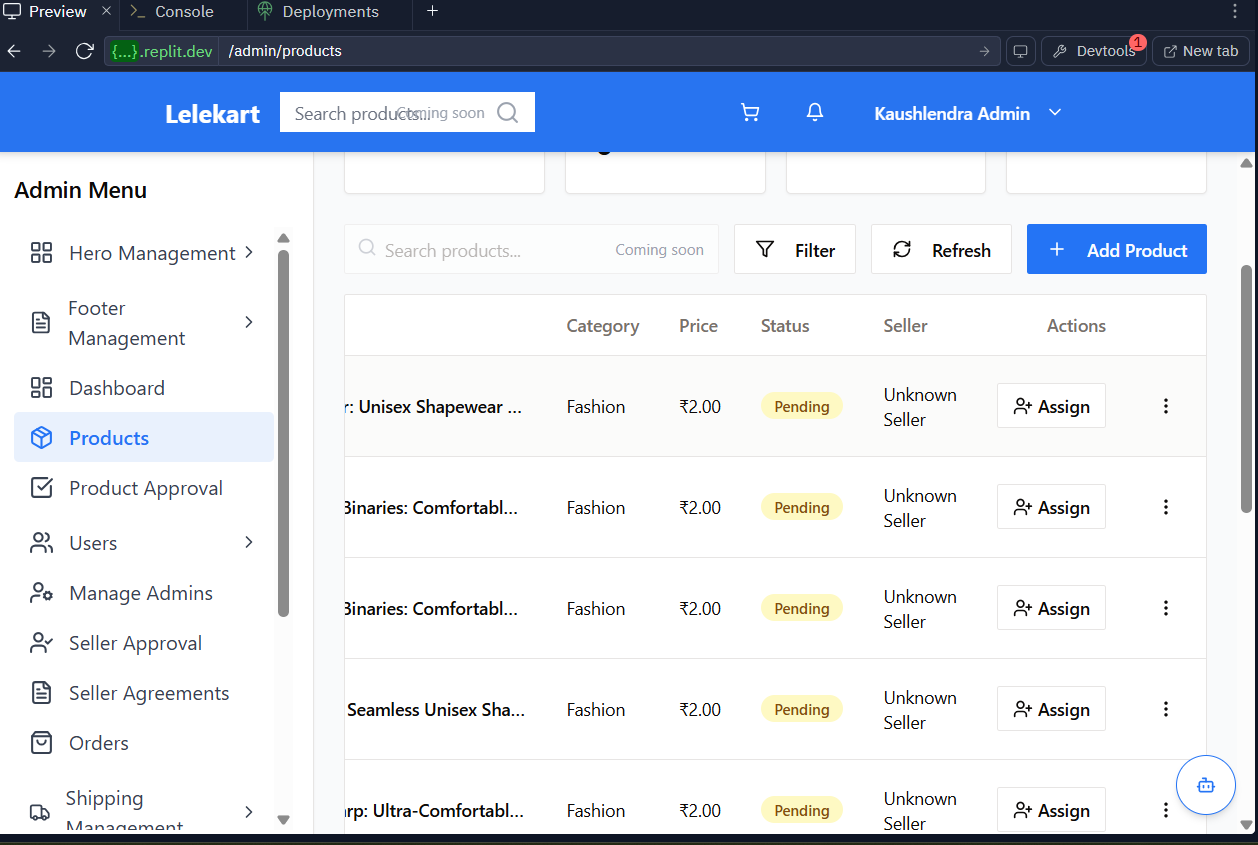 Preview
Console
Deployments
{...}.replit.dev /admin/products
Devtools 1
New tab
Lelekart
Search products...
Coming soon
Kaushlendra Admin
Admin Menu
Hero Management
Footer
Management
Dashboard
Products
Product Approval
Users
Manage Admins
Seller Approval
Seller Agreements
Orders
Shipping
Management
Search products...
Coming soon
Filter
Refresh
Add Product
Category Price Status Seller Actions
r: Unisex Shapewear ... Fashion ₹2.00 Pending Unknown Seller Assign
Binaries: Comfortabl... Fashion ₹2.00 Pending Unknown Seller Assign
Binaries: Comfortabl... Fashion ₹2.00 Pending Unknown Seller Assign
Seamless Unisex Sha... Fashion ₹2.00 Pending Unknown Seller Assign
arp: Ultra-Comfortabl... Fashion ₹2.00 Pending Unknown Seller Assign